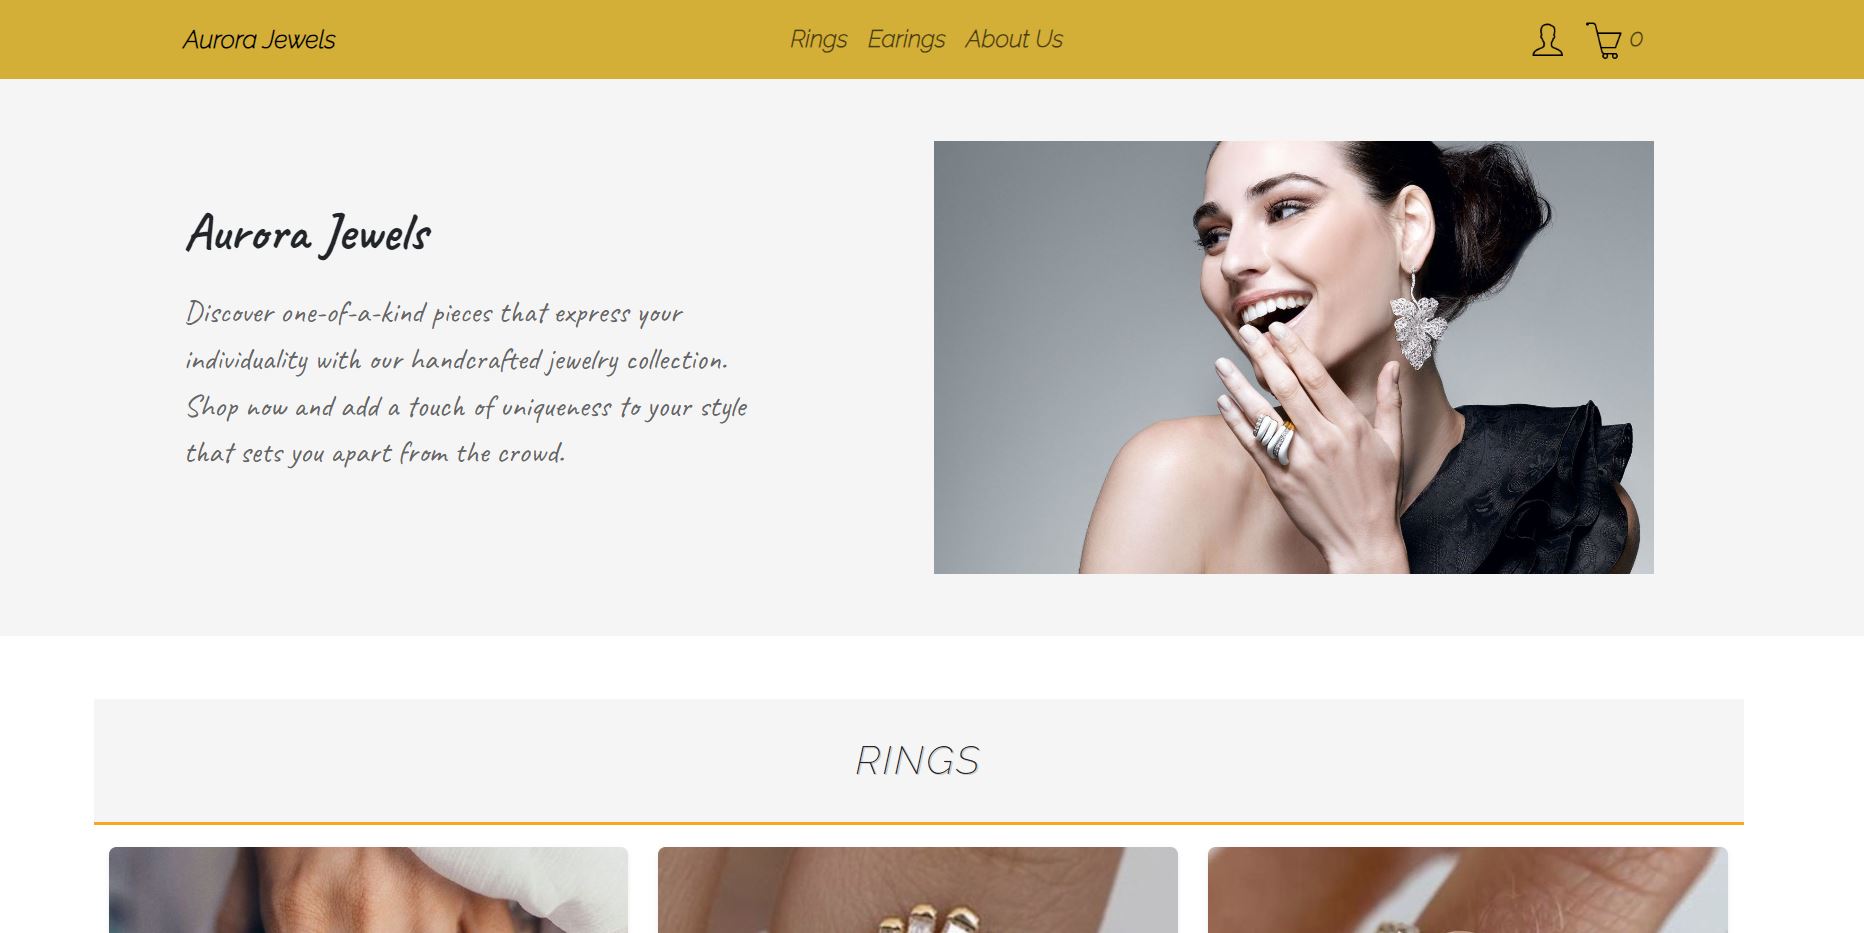 Aurora Jewels
Rings Earings About Us
0
Aurora Jewels
Discover one-of-a-kind pieces that express your
individuality with our handcrafted jewelry collection.
Shop now and add a touch of uniqueness to your style
that sets you apart from the crowd.
RINGS